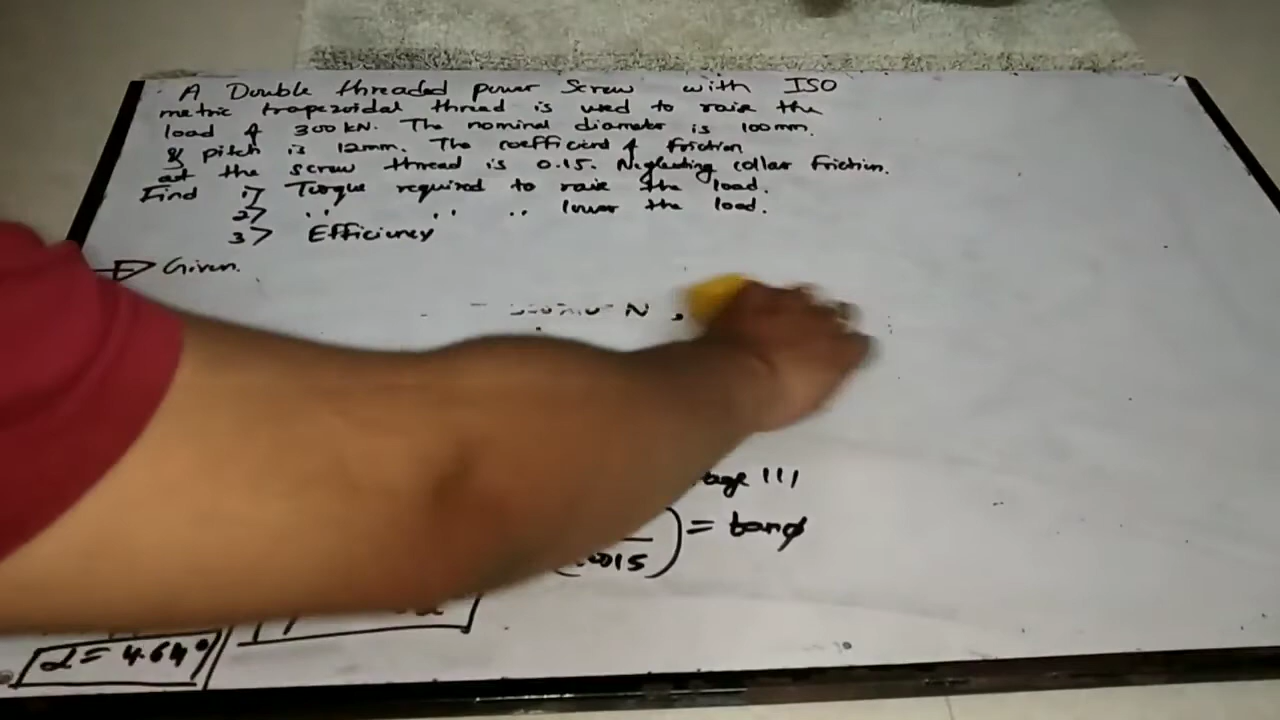 A Double threaded power Screw with ISO
metric trapezoidal thread is used to raise the
load of 300 kN. The nominal diameter is 100mm.
& pitch is 12mm. The coefficient of friction
at the screw thread is 0.15. Neglecting collar friction.
Find 1> Torque required to raise the load.
2> '' '' '' lower the load.
3> Efficiency
Given.
N ,
age 111
015) = tanφ
α = 4.64°